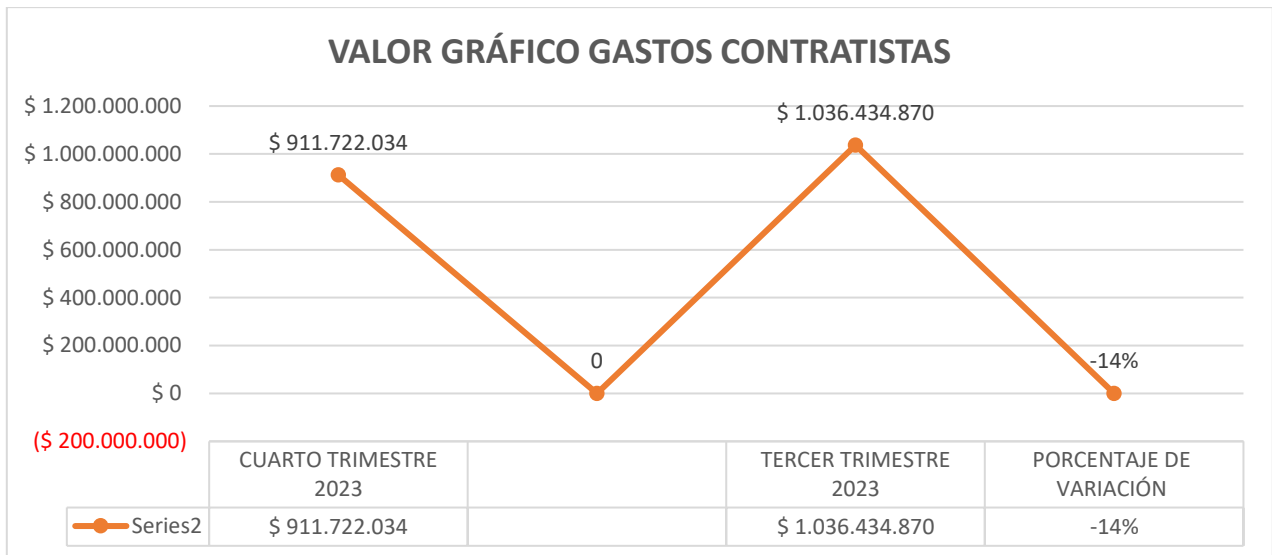 VALOR GRÁFICO GASTOS CONTRATISTAS
$ 1.200.000.000
$ 1.000.000.000
$ 800.000.000
$ 600.000.000
$ 400.000.000
$ 200.000.000
$ 0
($ 200.000.000)
$ 911.722.034
0
$ 1.036.434.870
-14%
CUARTO TRIMESTRE
2023
TERCER TRIMESTRE
2023
PORCENTAJE DE
VARIACIÓN
Series2 $ 911.722.034 $ 1.036.434.870 -14%